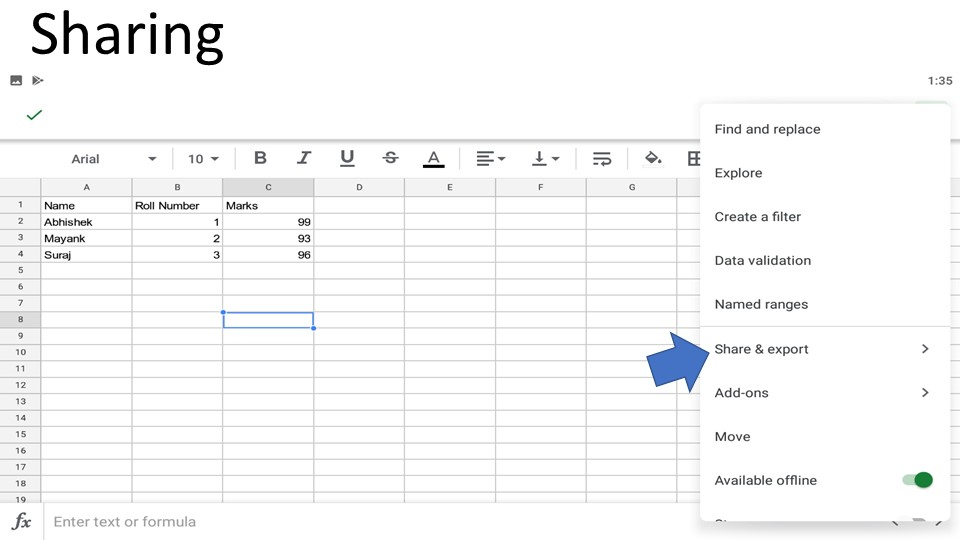 Sharing
1:35
Arial 10 B I U S A
A B C D E F G
1 Name Roll Number Marks
2 Abhishek 1 99
3 Mayank 2 93
4 Suraj 3 96
5
6
7
8
9
10
11
12
13
14
15
16
17
18
19
fx Enter text or formula
Find and replace
Explore
Create a filter
Data validation
Named ranges
Share & export
Add-ons
Move
Available offline